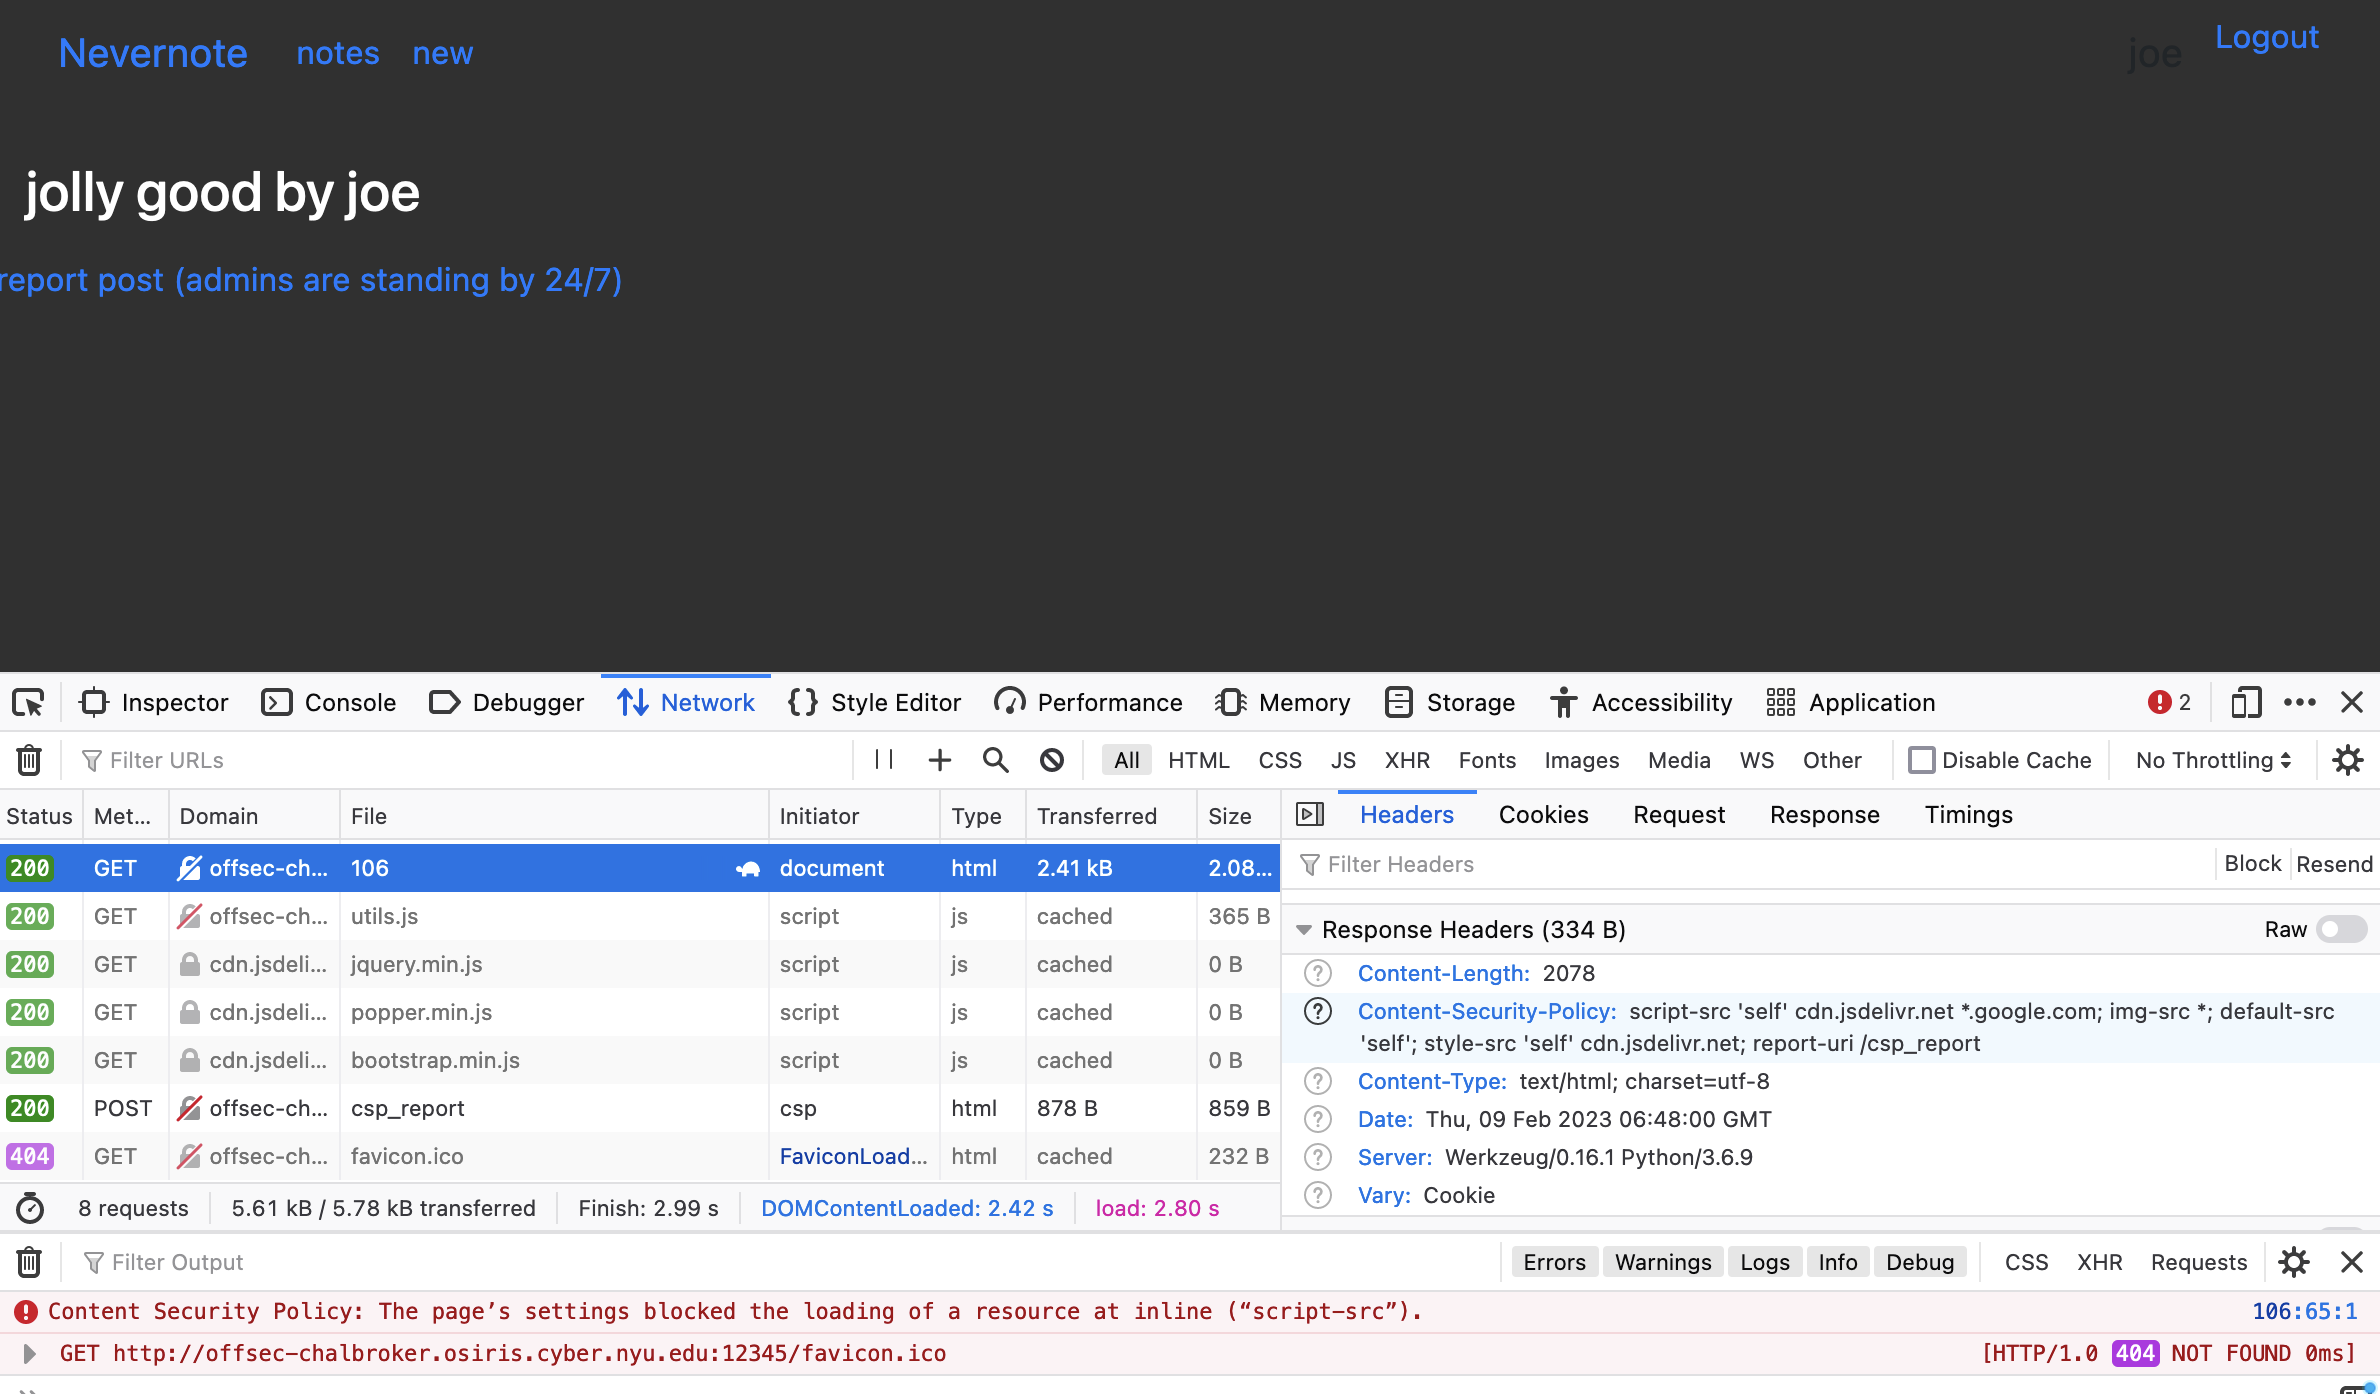 Nevernote notes new joe Logout
jolly good by joe
report post (admins are standing by 24/7)
Inspector Console Debugger Network Style Editor Performance Memory Storage Accessibility Application 2
Filter URLs All HTML CSS JS XHR Fonts Images Media WS Other Disable Cache No Throttling
Status Met... Domain File Initiator Type Transferred Size
200 GET offsec-ch... 106 document html 2.41 kB 2.08...
200 GET offsec-ch... utils.js script js cached 365 B
200 GET cdn.jsdeli... jquery.min.js script js cached 0 B
200 GET cdn.jsdeli... popper.min.js script js cached 0 B
200 GET cdn.jsdeli... bootstrap.min.js script js cached 0 B
200 POST offsec-ch... csp_report csp html 878 B 859 B
404 GET offsec-ch... favicon.ico FaviconLoad... html cached 232 B
8 requests 5.61 kB / 5.78 kB transferred Finish: 2.99 s DOMContentLoaded: 2.42 s load: 2.80 s
Headers Cookies Request Response Timings
Filter Headers Block Resend
Response Headers (334 B) Raw
Content-Length: 2078
Content-Security-Policy: script-src 'self' cdn.jsdelivr.net *.google.com; img-src *; default-src
'self'; style-src 'self' cdn.jsdelivr.net; report-uri /csp_report
Content-Type: text/html; charset=utf-8
Date: Thu, 09 Feb 2023 06:48:00 GMT
Server: Werkzeug/0.16.1 Python/3.6.9
Vary: Cookie
Filter Output Errors Warnings Logs Info Debug CSS XHR Requests
Content Security Policy: The page’s settings blocked the loading of a resource at inline (“script-src”). 106:65:1
GET http://offsec-chalbroker.osiris.cyber.nyu.edu:12345/favicon.ico [HTTP/1.0 404 NOT FOUND 0ms]